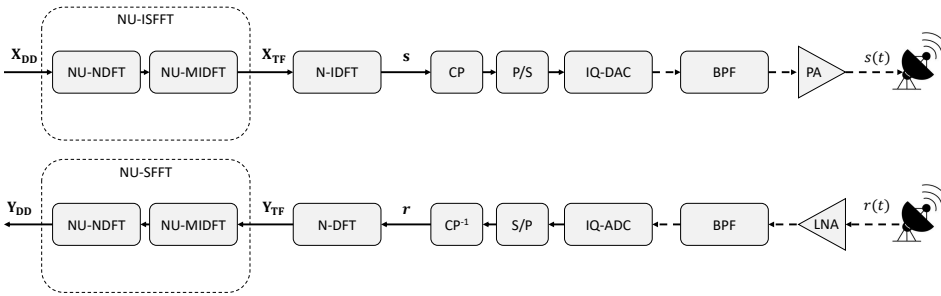 NU-ISFFT
X_DD NU-NDFT NU-MIDFT X_TF N-IDFT s CP P/S IQ-DAC BPF PA s(t)
NU-SFFT
Y_DD NU-NDFT NU-MIDFT Y_TF N-DFT r CP⁻¹ S/P IQ-ADC BPF LNA r(t)